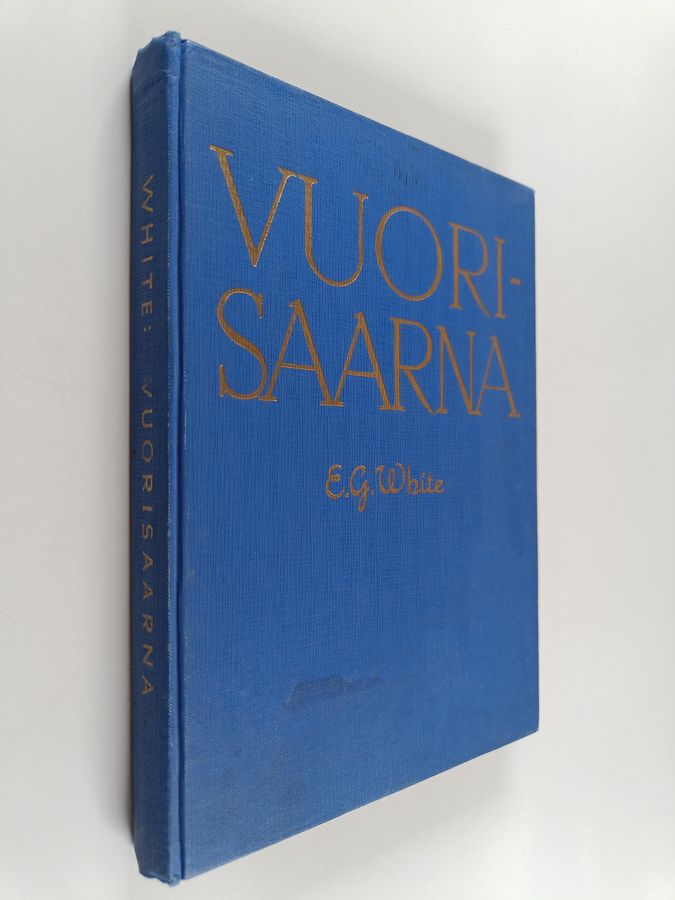 VUORI-
SAARNA
E.G. White
WHITE: VUORISAARNA